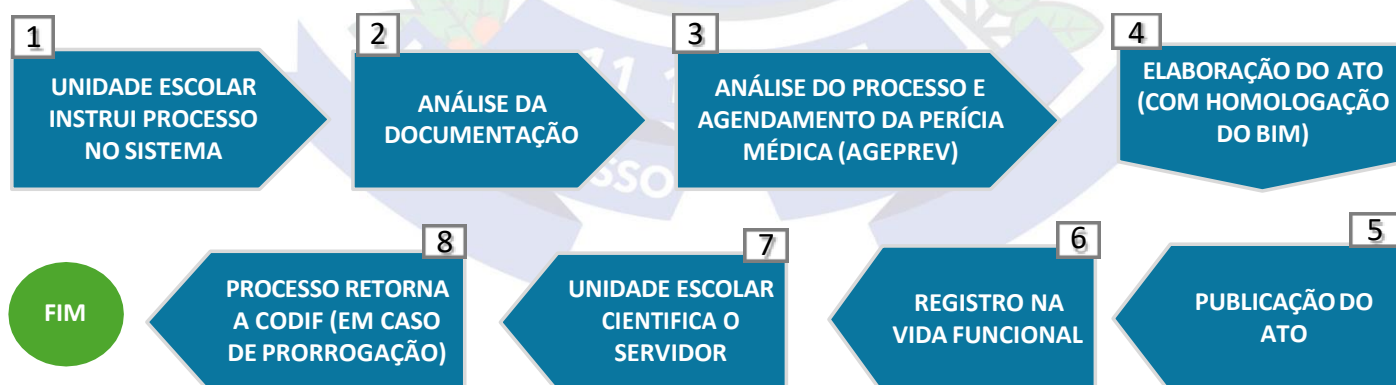 1
UNIDADE ESCOLAR
INSTRUI PROCESSO
NO SISTEMA
2
ANÁLISE DA
DOCUMENTAÇÃO
3
ANÁLISE DO PROCESSO E
AGENDAMENTO DA PERÍCIA
MÉDICA (AGEPREV)
4
ELABORAÇÃO DO ATO
(COM HOMOLOGAÇÃO
DO BIM)
5
PUBLICAÇÃO DO
ATO
6
REGISTRO NA
VIDA FUNCIONAL
7
UNIDADE ESCOLAR
CIENTIFICA O
SERVIDOR
8
PROCESSO RETORNA
A CODIF (EM CASO
DE PRORROGAÇÃO)
FIM